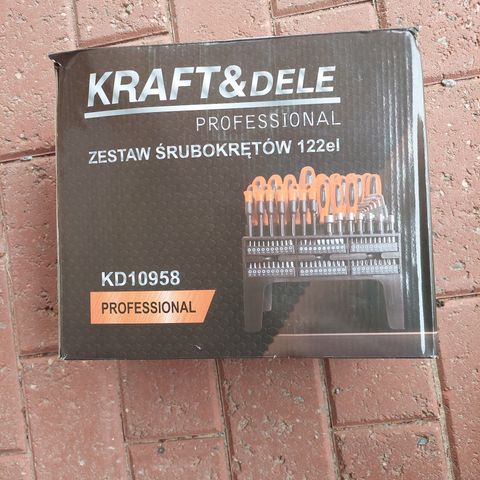 KRAFT&DELE
PROFESSIONAL
ZESTAW ŚRUBOKRĘTÓW 122el
KD10958
PROFESSIONAL